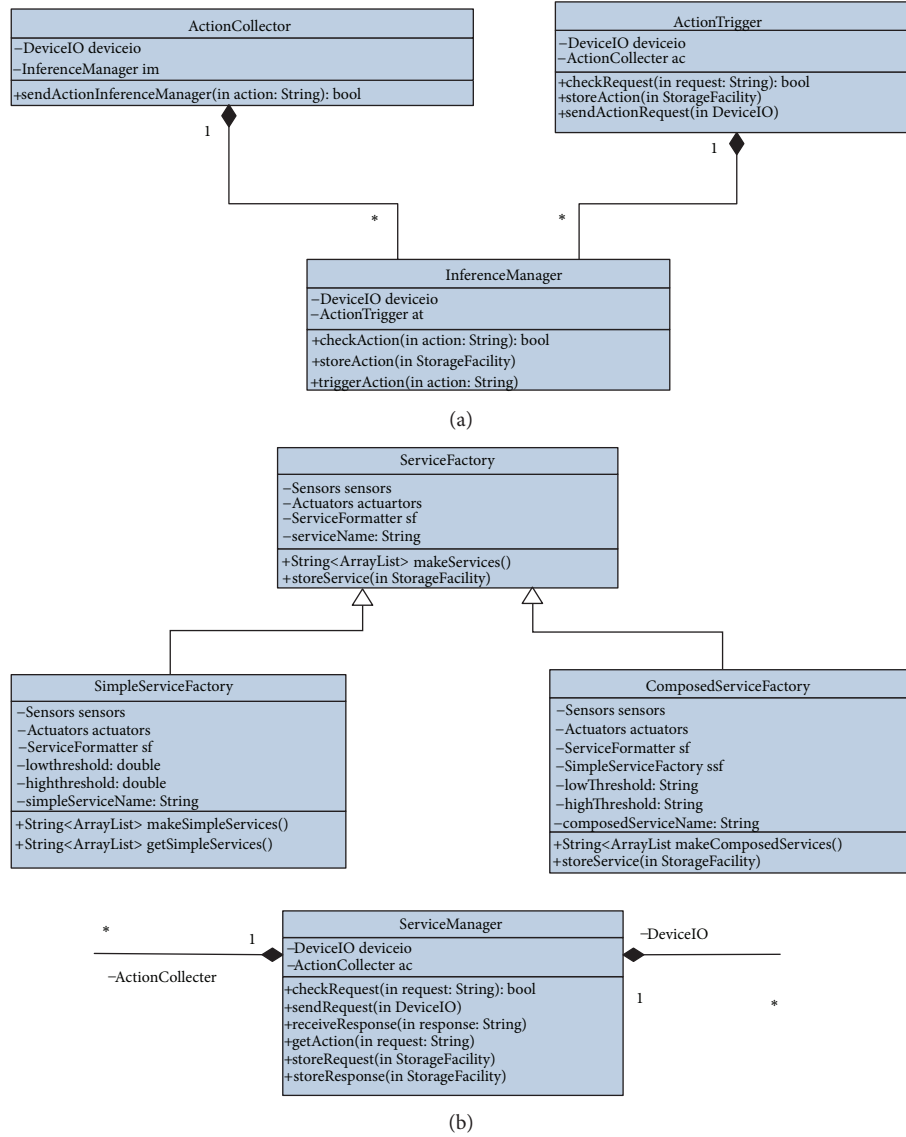 ActionCollector
−DeviceIO deviceio
−InferenceManager im
+sendActionInferenceManager(in action: String): bool
ActionTrigger
−DeviceIO deviceio
−ActionCollecter ac
+checkRequest(in request: String): bool
+storeAction(in StorageFacility)
+sendActionRequest(in DeviceIO)
1
1
*
*
InferenceManager
−DeviceIO deviceio
−ActionTrigger at
+checkAction(in action: String): bool
+storeAction(in StorageFacility)
+triggerAction(in action: String)
(a)
ServiceFactory
−Sensors sensors
−Actuators actuartors
−ServiceFormatter sf
−serviceName: String
+String<ArrayList> makeServices()
+storeService(in StorageFacility)
SimpleServiceFactory
−Sensors sensors
−Actuators actuators
−ServiceFormatter sf
−lowthreshold: double
−highthreshold: double
−simpleServiceName: String
+String<ArrayList> makeSimpleServices()
+String<ArrayList> getSimpleServices()
ComposedServiceFactory
−Sensors sensors
−Actuators actuators
−ServiceFormatter sf
−SimpleServiceFactory ssf
−lowThreshold: String
−highThreshold: String
−composedServiceName: String
+String<ArrayList makeComposedServices()
+storeService(in StorageFacility)
*
1
−ActionCollecter
ServiceManager
−DeviceIO deviceio
−ActionCollecter ac
+checkRequest(in request: String): bool
+sendRequest(in DeviceIO)
+receiveResponse(in response: String)
+getAction(in request: String)
+storeRequest(in StorageFacility)
+storeResponse(in StorageFacility)
−DeviceIO
1
*
(b)